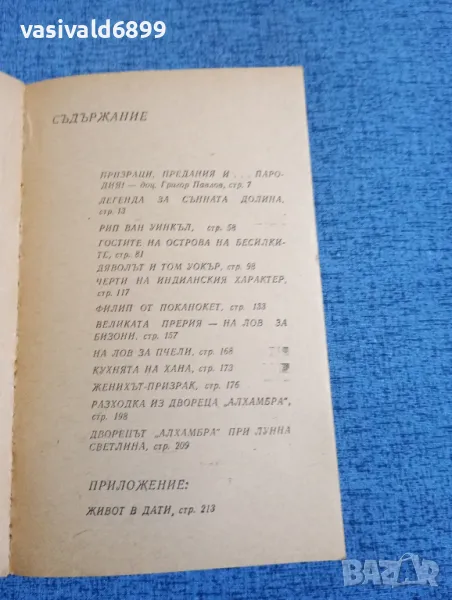 vasivald6899
СЪДЪРЖАНИЕ
ПРИЗРАЦИ, ПРЕДАНИЯ И . . . ПАРО-
ДИЯ! — доц. Григор Павлов, стр. 7
ЛЕГЕНДА ЗА СЪННАТА ДОЛИНА,
стр. 13
РИП ВАН УИНКЪЛ, стр. 58
ГОСТИТЕ НА ОСТРОВА НА БЕСИЛКИ-
ТЕ, стр. 81
ДЯВОЛЪТ И ТОМ УОКЪР, стр. 98
ЧЕРТИ НА ИНДИАНСКИЯ ХАРАКТЕР,
стр. 117
ФИЛИП ОТ ПОКАНОКЕТ, стр. 133
ВЕЛИКАТА ПРЕРИЯ — НА ЛОВ ЗА
БИЗОНИ, стр. 157
НА ЛОВ ЗА ПЧЕЛИ, стр. 168
КУХНЯТА НА ХАНА, стр. 173
ЖЕНИХЪТ-ПРИЗРАК, стр. 176
РАЗХОДКА ИЗ ДВОРЕЦА „АЛХАМБРА",
стр. 198
ДВОРЕЦЪТ „АЛХАМБРА" ПРИ ЛУННА
СВЕТЛИНА, стр. 209
ПРИЛОЖЕНИЕ:
ЖИВОТ В ДАТИ, стр. 213
BAZAR